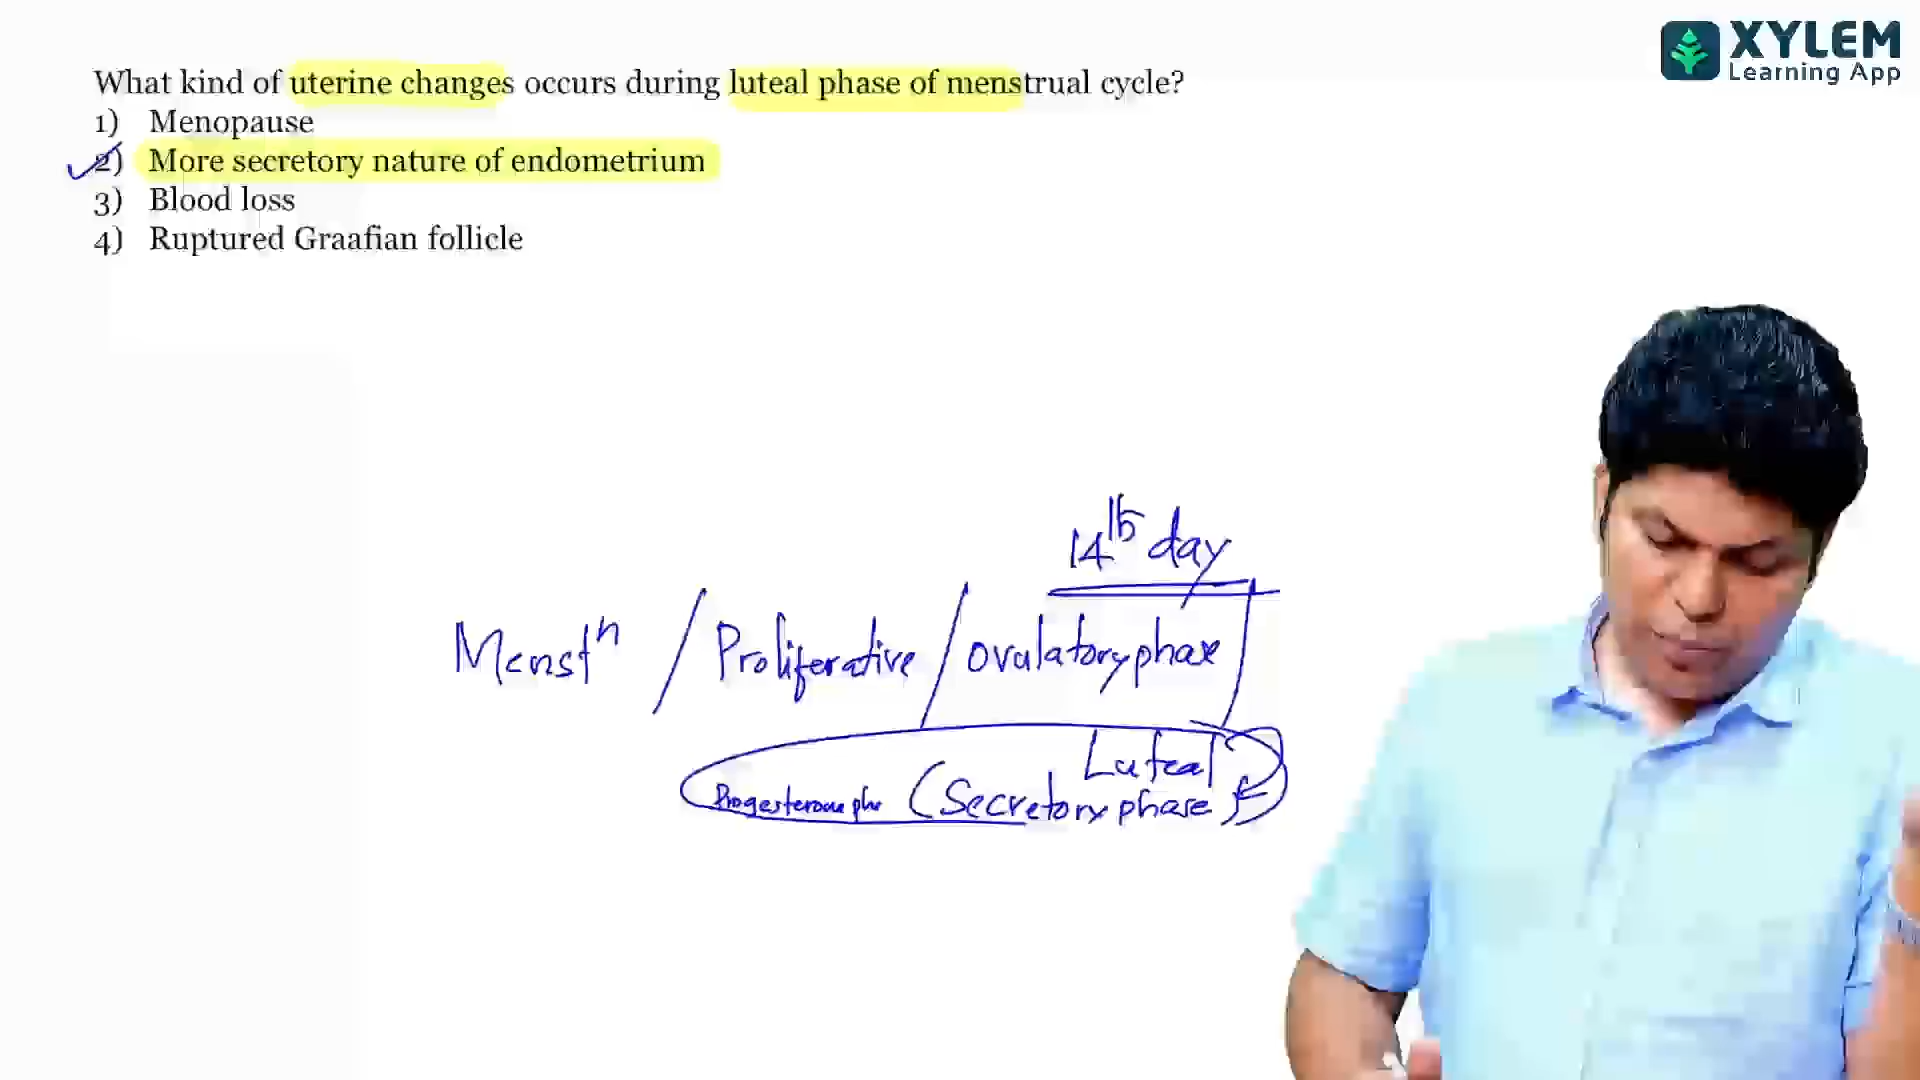 XYLEM
Learning App
What kind of uterine changes occurs during luteal phase of menstrual cycle?
1) Menopause
2) More secretory nature of endometrium
3) Blood loss
4) Ruptured Graafian follicle
14th day
Menstn / Proliferative / ovulatory phase
Luteal
Progesterone phe (Secretory phase)